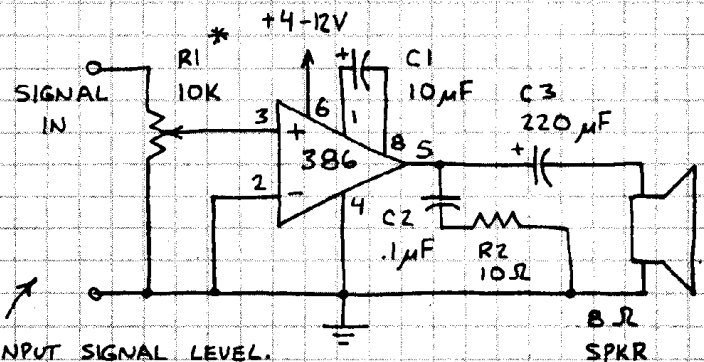 +4-12V
R1 *
10K
SIGNAL
IN
3
+
6
1
+
C1
10µF
8
5
C3
220µF
+
386
2
-
4
C2
.1µF
R2
10Ω
8Ω
SPKR
NPUT SIGNAL LEVEL.